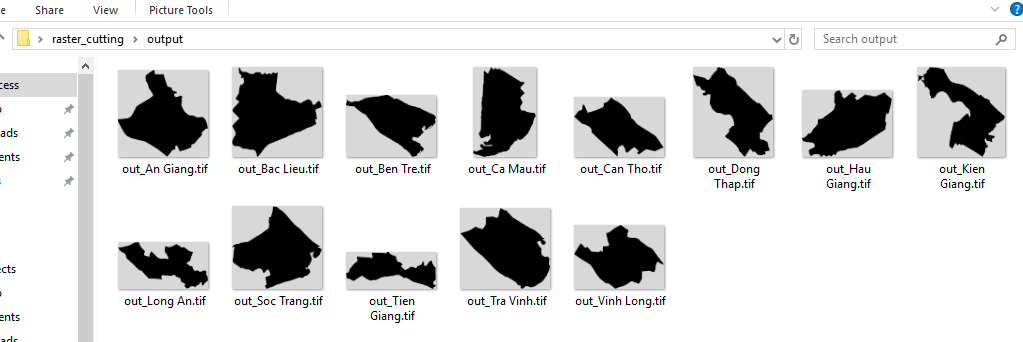 e
Share
View
Picture Tools
raster_cutting
output
Search output
cess
ads
ents
s
ects
ents
ads
out_An Giang.tif
out_Bac Lieu.tif
out_Ben Tre.tif
out_Ca Mau.tif
out_Can Tho.tif
out_Dong
Thap.tif
out_Hau
Giang.tif
out_Kien
Giang.tif
out_Long An.tif
out_Soc Trang.tif
out_Tien
Giang.tif
out_Tra Vinh.tif
out_Vinh Long.tif